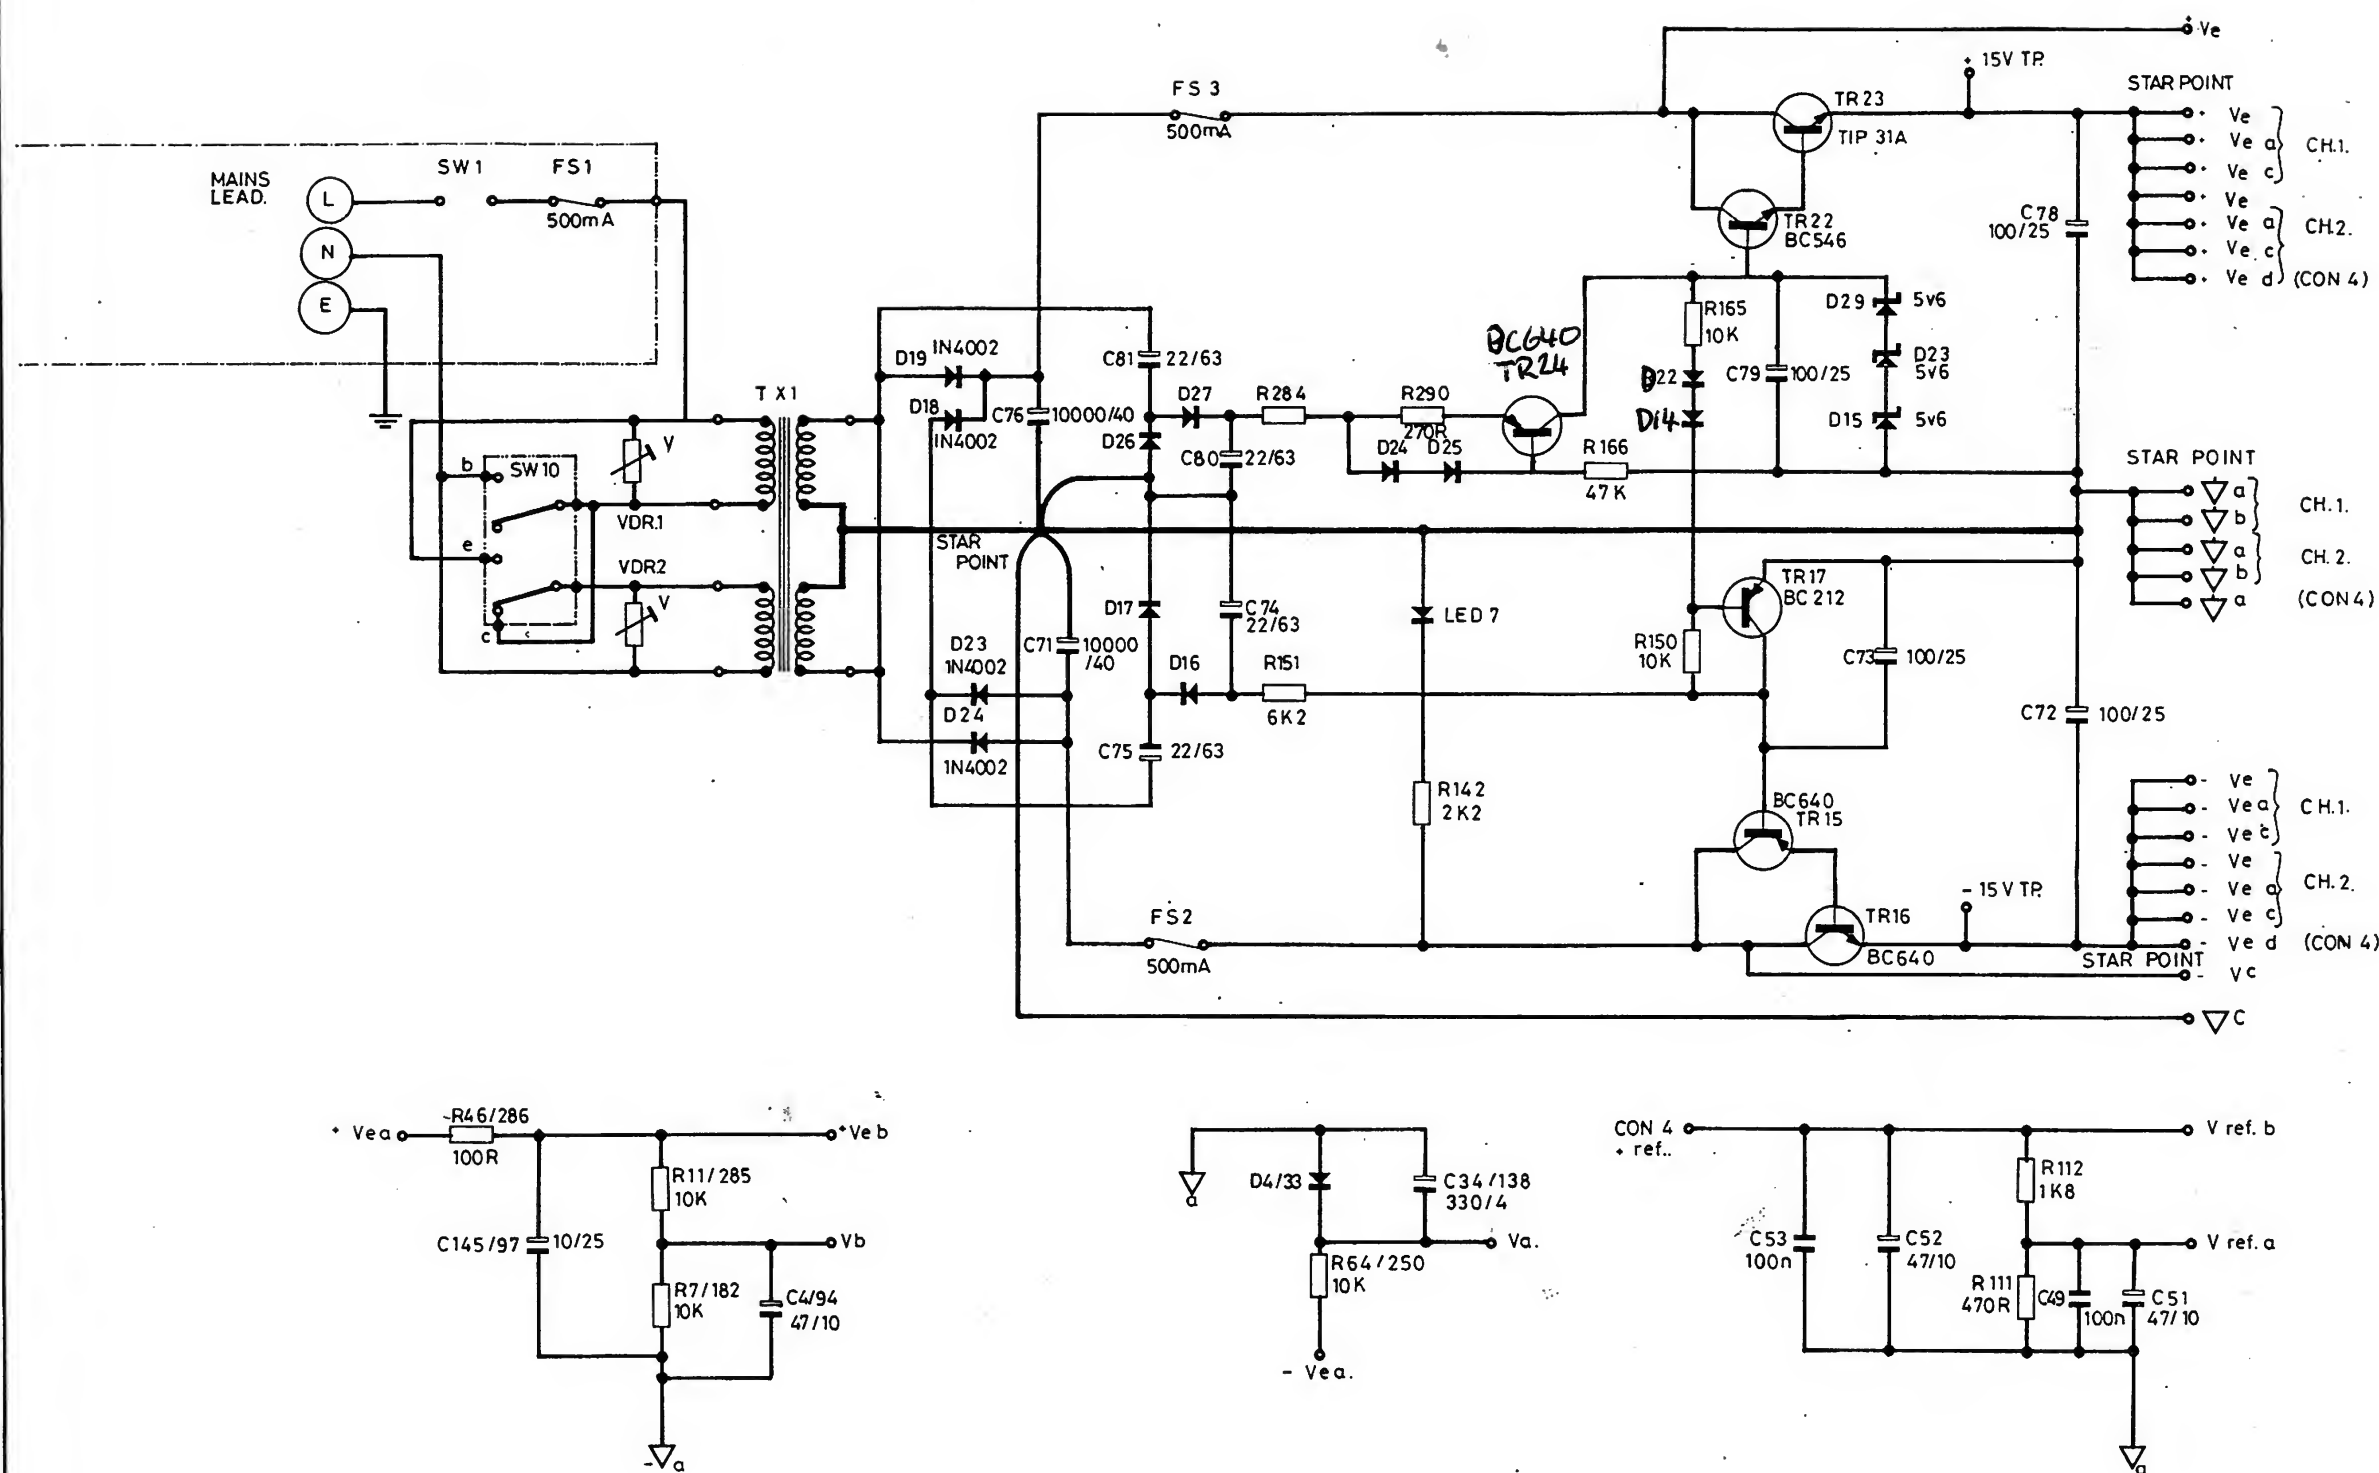 + Ve
+ 15V TP.
STAR POINT
FS 3
500mA
TR23
TIP 31A
+ Ve
+ Ve a
+ Ve c
CH.1.
+ Ve
+ Ve a
+ Ve c
CH.2.
+ Ve d (CON 4)
MAINS
LEAD.
L
N
E
SW1
FS1
500mA
TR22
BC546
C78
100/25
D19
IN4002
D18
IN4002
C76
10000/40
C81
22/63
D27
R284
R290
270R
BC640
TR24
R165
10K
D22
D14
C79
100/25
D29
5v6
D23
5v6
D15
5v6
T X1
D26
C80
22/63
D24
D25
R166
47K
b
SW10
V
VDR.1
e
VDR2
V
c
STAR
POINT
STAR POINT
a
b
CH.1.
a
b
CH.2.
a
(CON4)
D17
C74
22/63
LED 7
TR17
BC 212
R150
10K
C73
100/25
D23
1N4002
C71
10000
/40
D24
1N4002
D16
R151
6K2
C75
22/63
C72
100/25
R142
2K2
BC640
TR15
FS2
500mA
- 15V TP.
TR16
BC640
- Ve
- Ve a
- Ve c
CH.1.
- Ve
- Ve a
- Ve c
CH.2.
- Ve d (CON 4)
STAR POINT
- Vc
C
+ Vea
R46/286
100R
+Veb
R11/285
10K
C145/97
10/25
Vb
R7/182
10K
C4/94
47/10
a
a
D4/33
C34/138
330/4
Va.
R64/250
10K
- Vea.
CON 4
+ ref..
V ref. b
R112
1K8
C53
100n
C52
47/10
V ref. a
R111
470R
C49
100n
C51
47/10
a